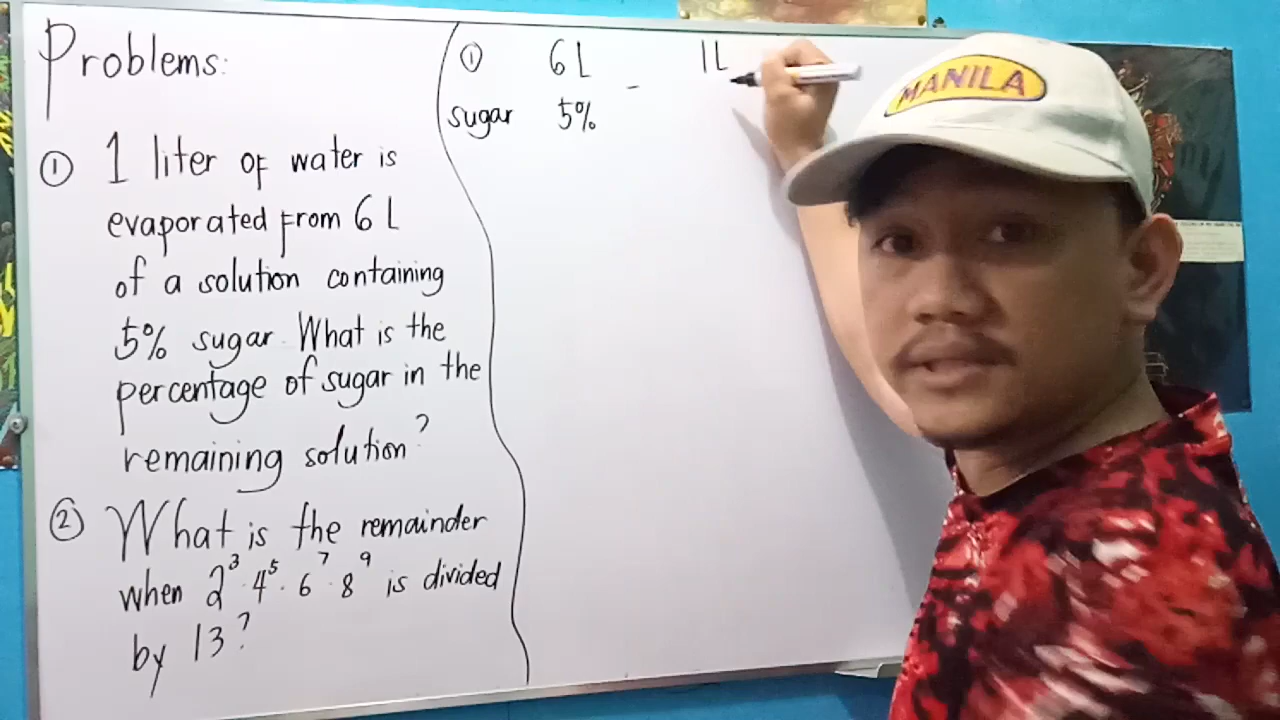 Problems:
① 1 liter of water is
evaporated from 6 L
of a solution containing
5% sugar. What is the
percentage of sugar in the
remaining solution?
② What is the remainder
when 2³·4⁵·6⁷·8⁹ is divided
by 13?
① 6L - 1L
sugar 5%
MANILA